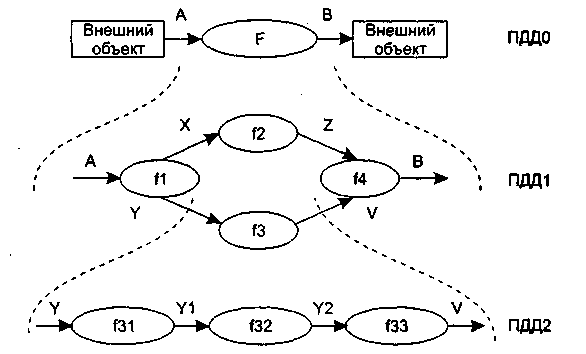 A B
Внешний объект F Внешний объект ПДД0
X f2 Z
A f1 f4 B ПДД1
Y f3 V
Y f31 Y1 f32 Y2 f33 V ПДД2